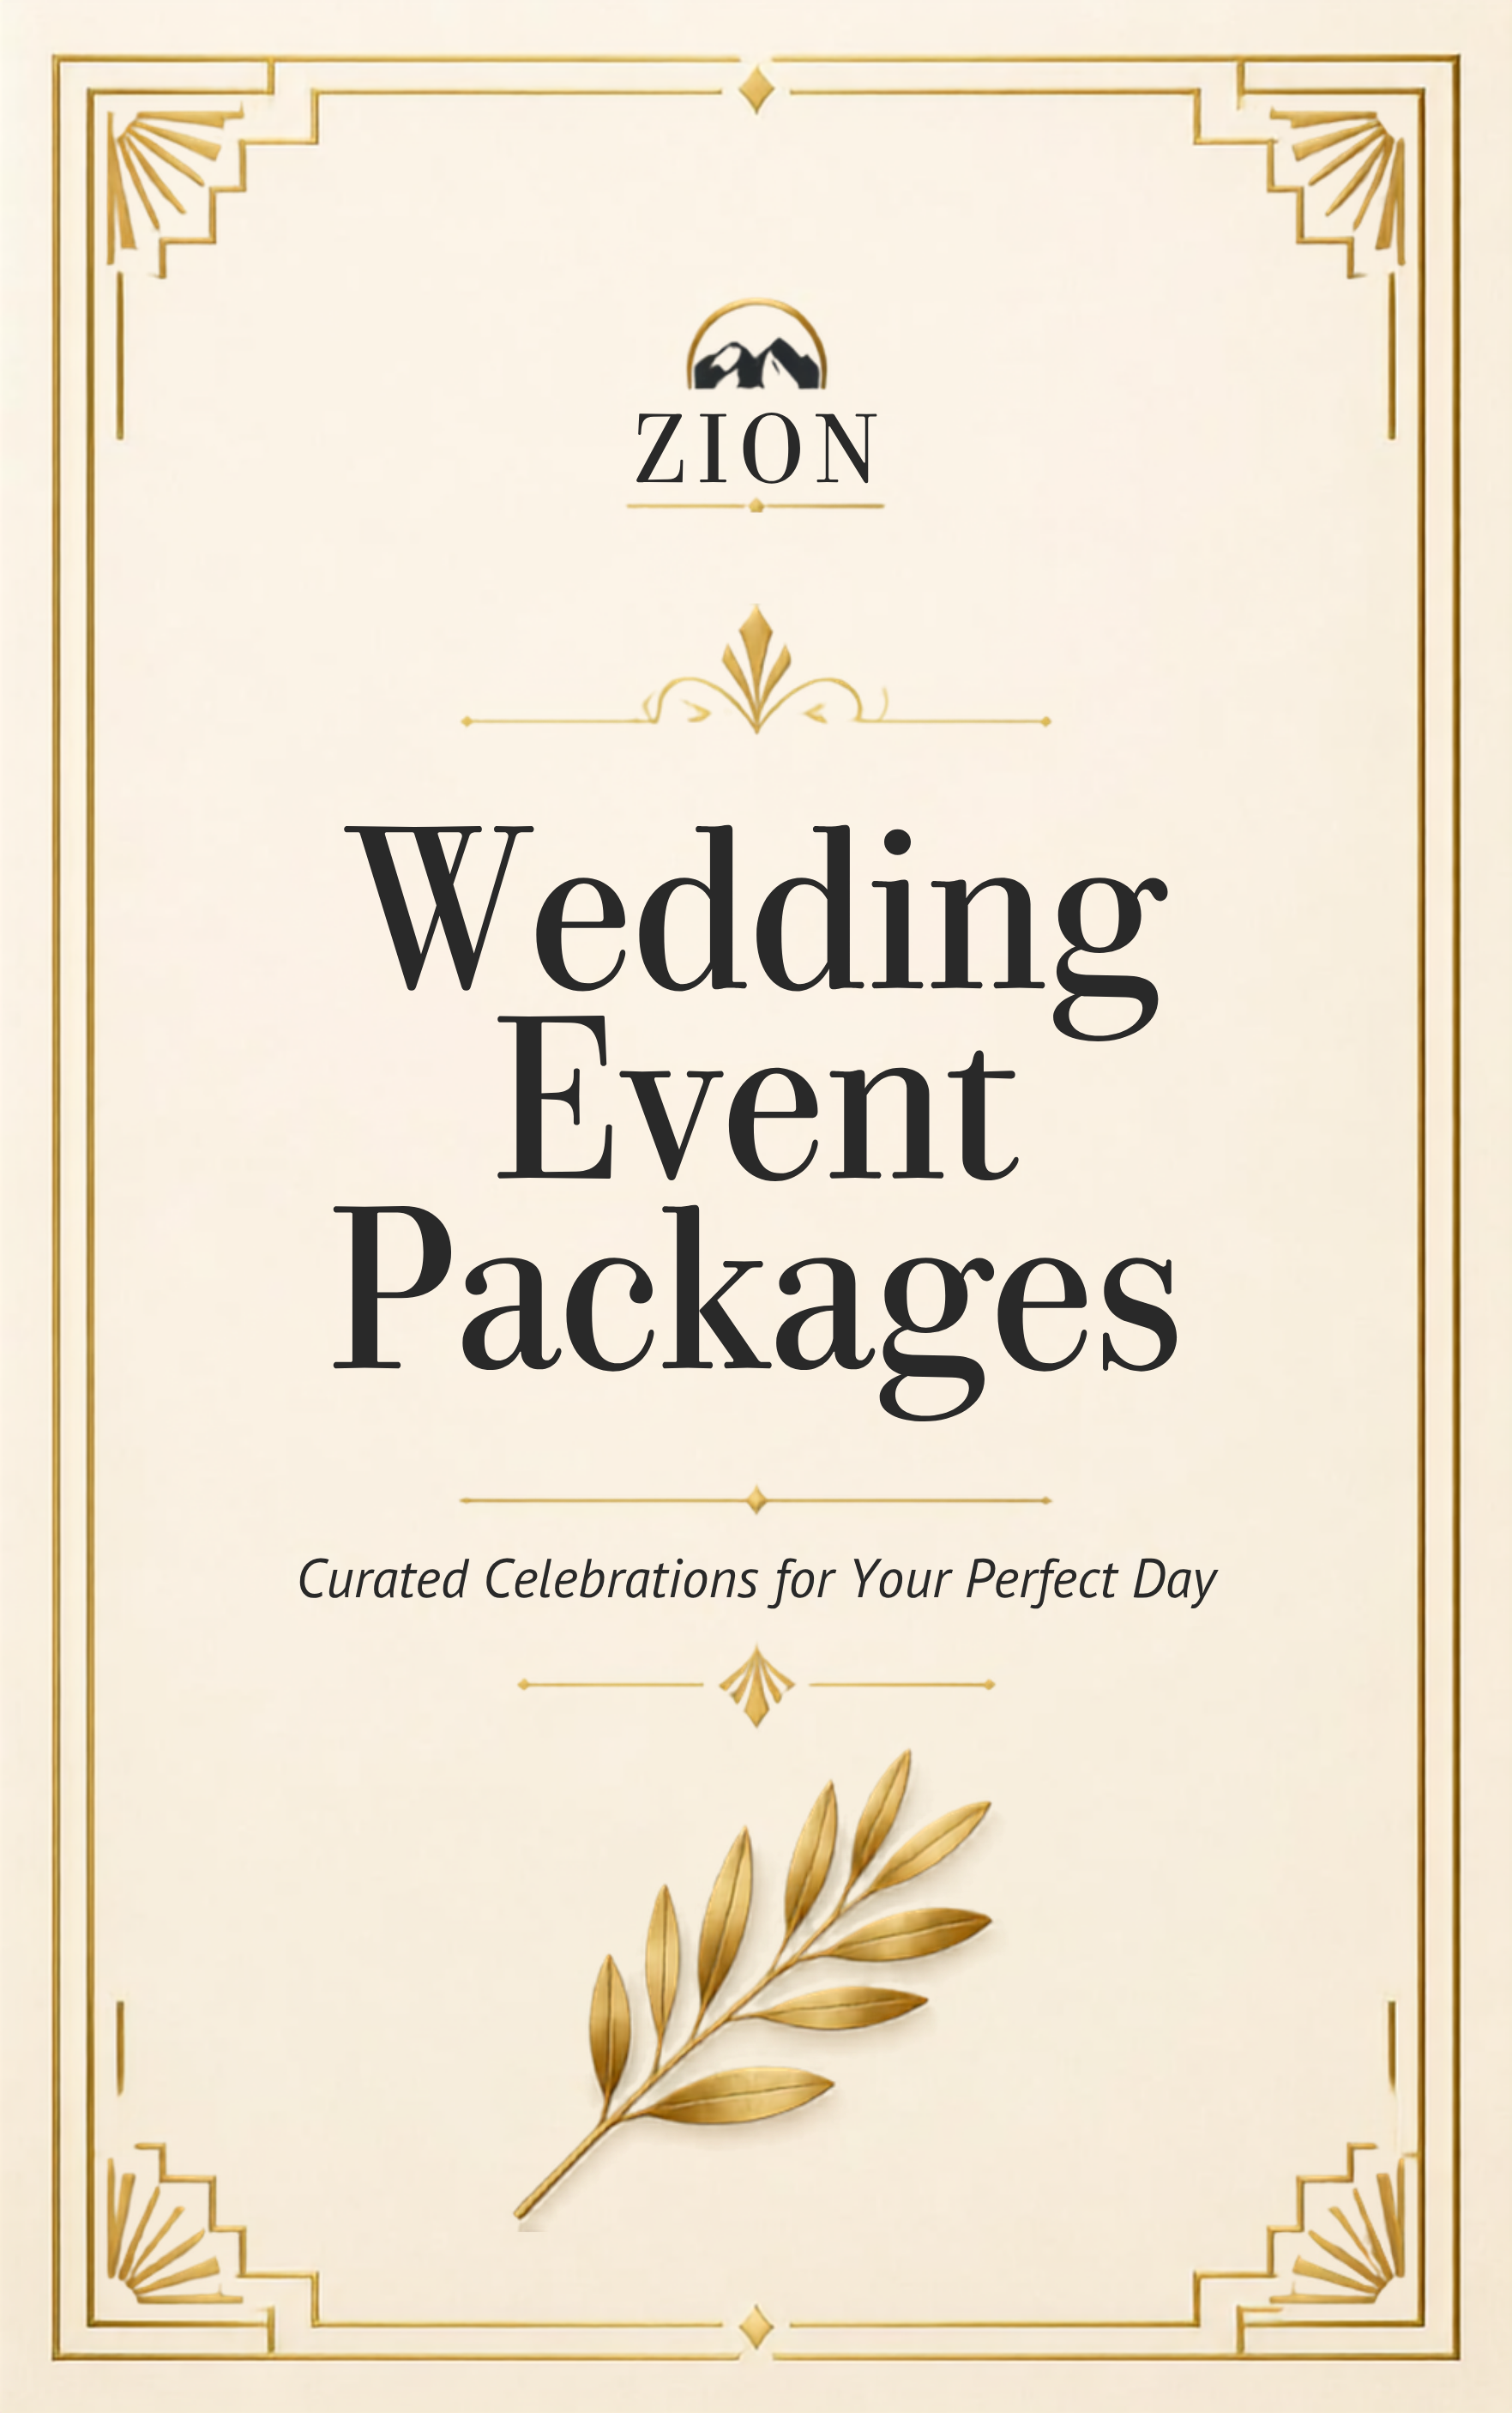 ZION
Wedding
Event
Packages
Curated Celebrations for Your Perfect Day